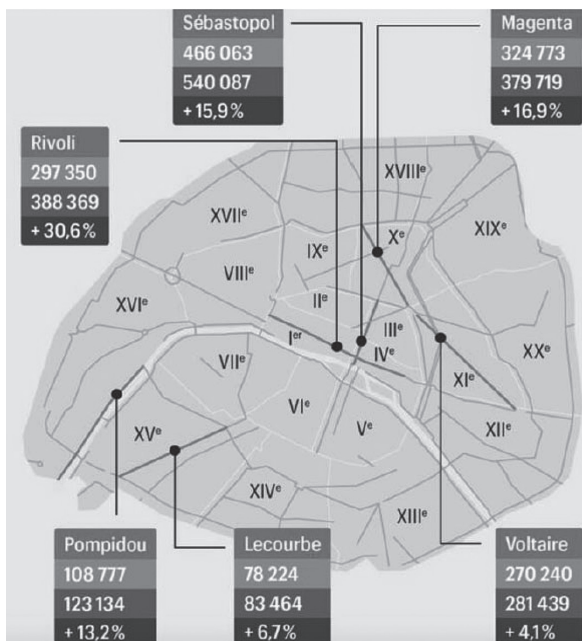 Sébastopol
466 063
540 087
+ 15,9 %
Magenta
324 773
379 719
+ 16,9 %
Rivoli
297 350
388 369
+ 30,6 %
XVIIIᵉ
XVIIᵉ
IXᵉ
Xᵉ
XIXᵉ
VIIIᵉ
IIᵉ
XVIᵉ
Iᵉʳ
IIIᵉ
IVᵉ
XXᵉ
VIIᵉ
XIᵉ
VIᵉ
Vᵉ
XVᵉ
XIIᵉ
XIVᵉ
XIIIᵉ
Pompidou
108 777
123 134
+ 13,2 %
Lecourbe
78 224
83 464
+ 6,7 %
Voltaire
270 240
281 439
+ 4,1 %